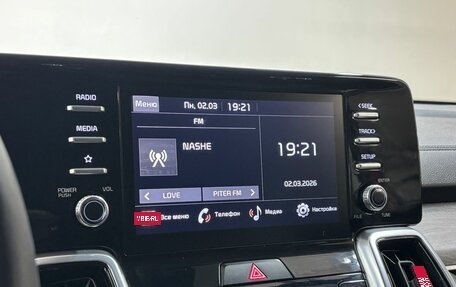 Меню
Пн, 02.03
19:21
RADIO
FM
<SEEK
MEDIA
NASHE
19:21
TRACK>
SETUP
POWER PUSH
VOL
< LOVE
PITER FM >
02.03.2026
ENTER
Все меню
Телефон
Медиа
Настройка
FILE
TUNE